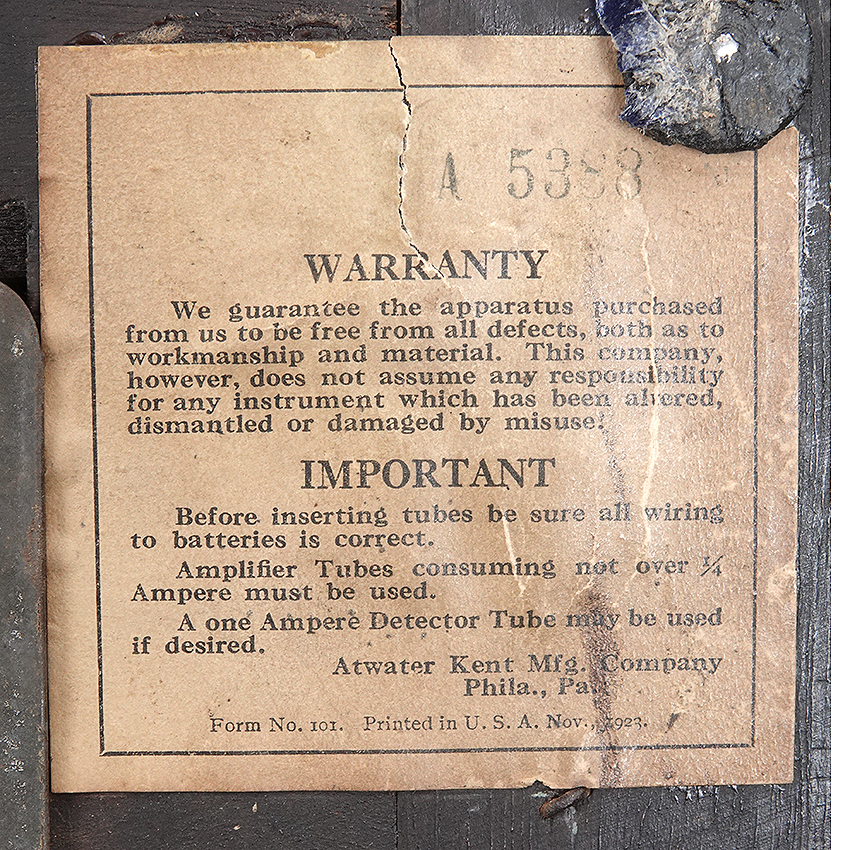 A 5388
WARRANTY
We guarantee the apparatus purchased
from us to be free from all defects, both as to
workmanship and material. This company,
however, does not assume any responsibility
for any instrument which has been altered,
dismantled or damaged by misuse.
IMPORTANT
Before inserting tubes be sure all wiring
to batteries is correct.
Amplifier Tubes consuming not over ¼
Ampere must be used.
A one Ampere Detector Tube may be used
if desired.
Atwater Kent Mfg. Company
Phila., Pa.
Form No. 101. Printed in U. S. A. Nov., 1923.